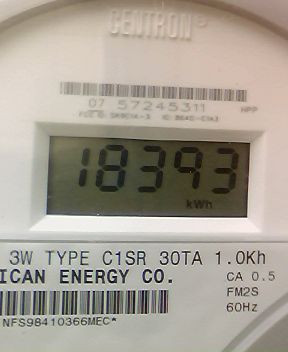 CENTRON®
07 57245311 HPP
18393
kWh
3W TYPE C1SR 30TA 1.0Kh
ICAN ENERGY CO. CA 0.5
FM2S
NFS98410366MEC* 60Hz